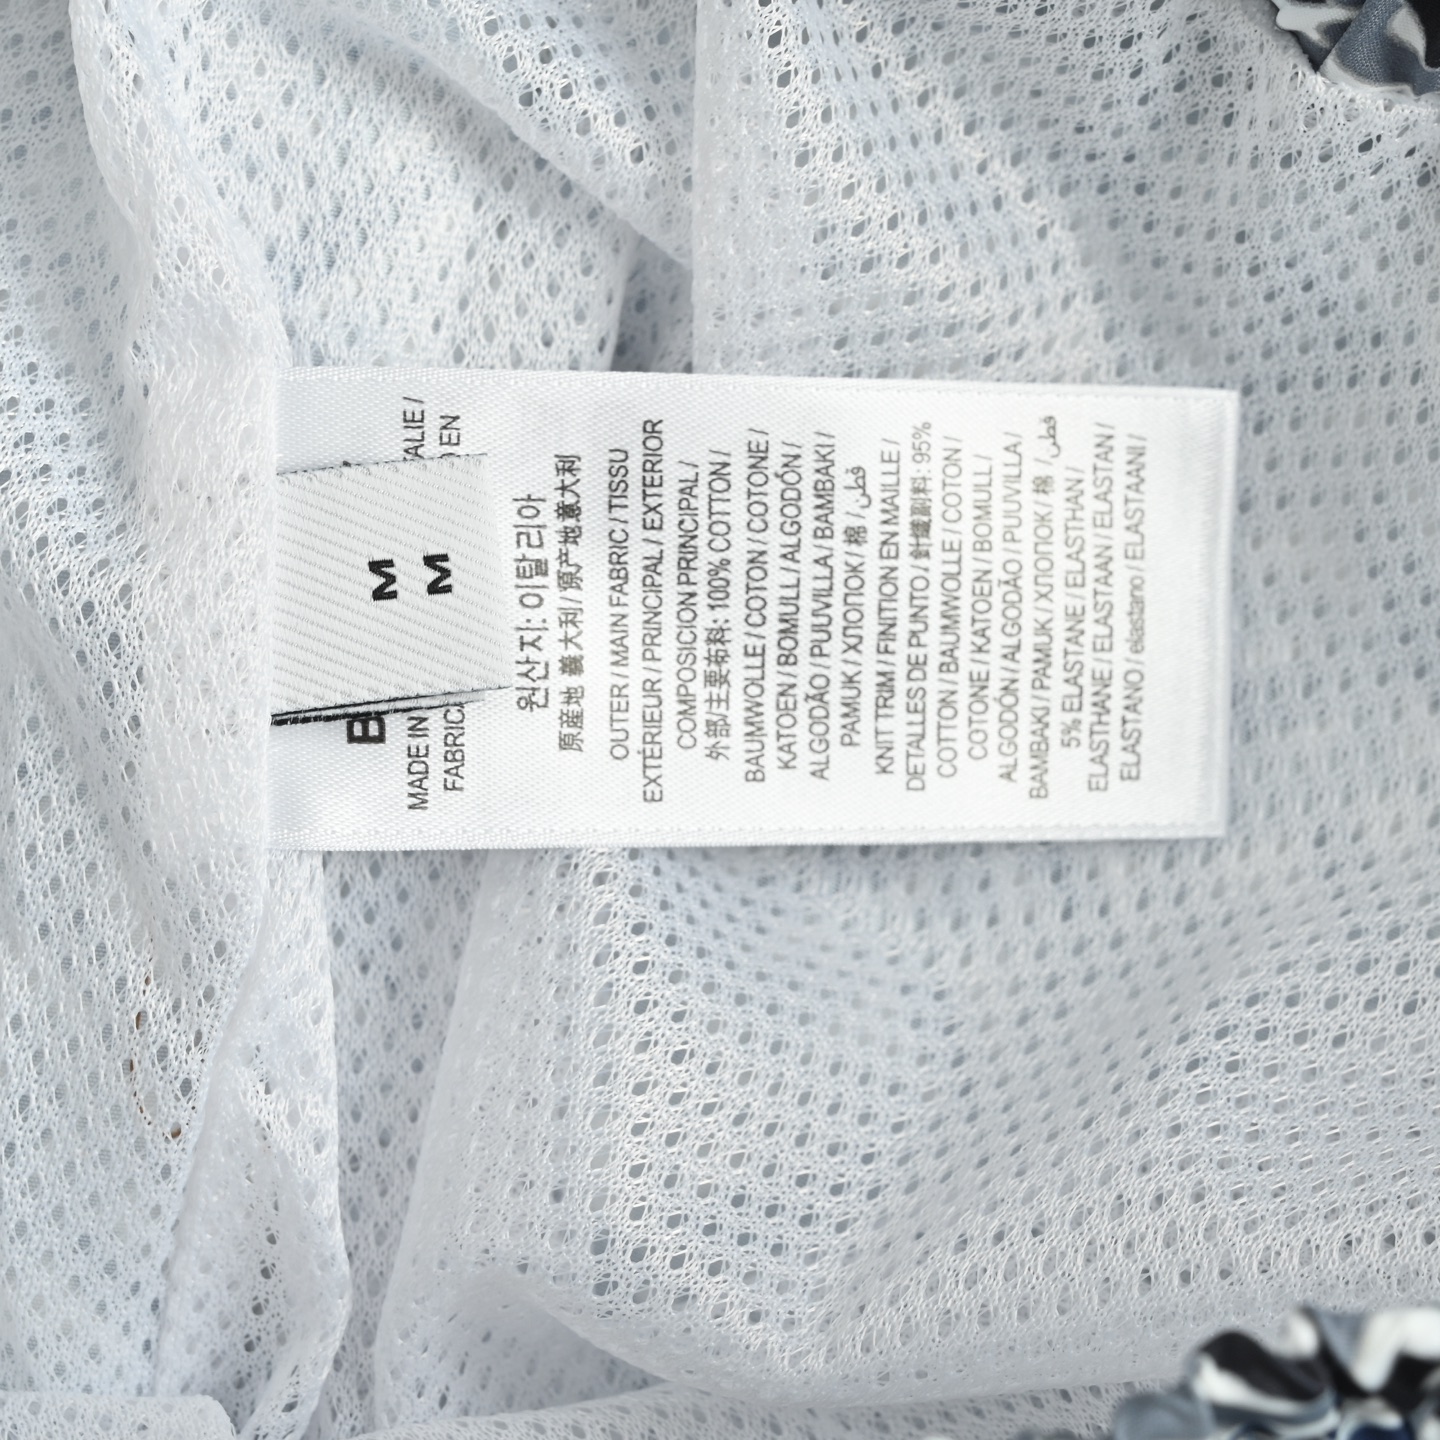 M
M
B
MADE IN TALIE /
FABRICA EN
원산지: 이탈리아
原産地 義大利 / 原产地意大利
OUTER / MAIN FABRIC / TISSU
EXTÉRIEUR / PRINCIPAL / EXTERIOR
COMPOSICION PRINCIPAL /
外部/主要布料: 100% COTTON /
BAUMWOLLE / COTON / COTONE /
KATOEN / BOMULL / ALGODÓN /
ALGODÃO / PUUVILLA / BAMBAKI /
PAMUK / ХЛОПОК / 棉 / قطن
KNIT TRIM / FINITION EN MAILLE /
DETALLES DE PUNTO / 針織副料: 95%
COTTON / BAUMWOLLE / COTON /
COTONE / KATOEN / BOMULL /
ALGODÓN / ALGODÃO / PUUVILLA /
BAMBAKI / PAMUK / ХЛОПОК / 棉 / قطن
5% ELASTANE / ELASTHAN /
ELASTHANE / ELASTAN / ELASTAN /
ELASTANO / elastano / ELASTAANI /